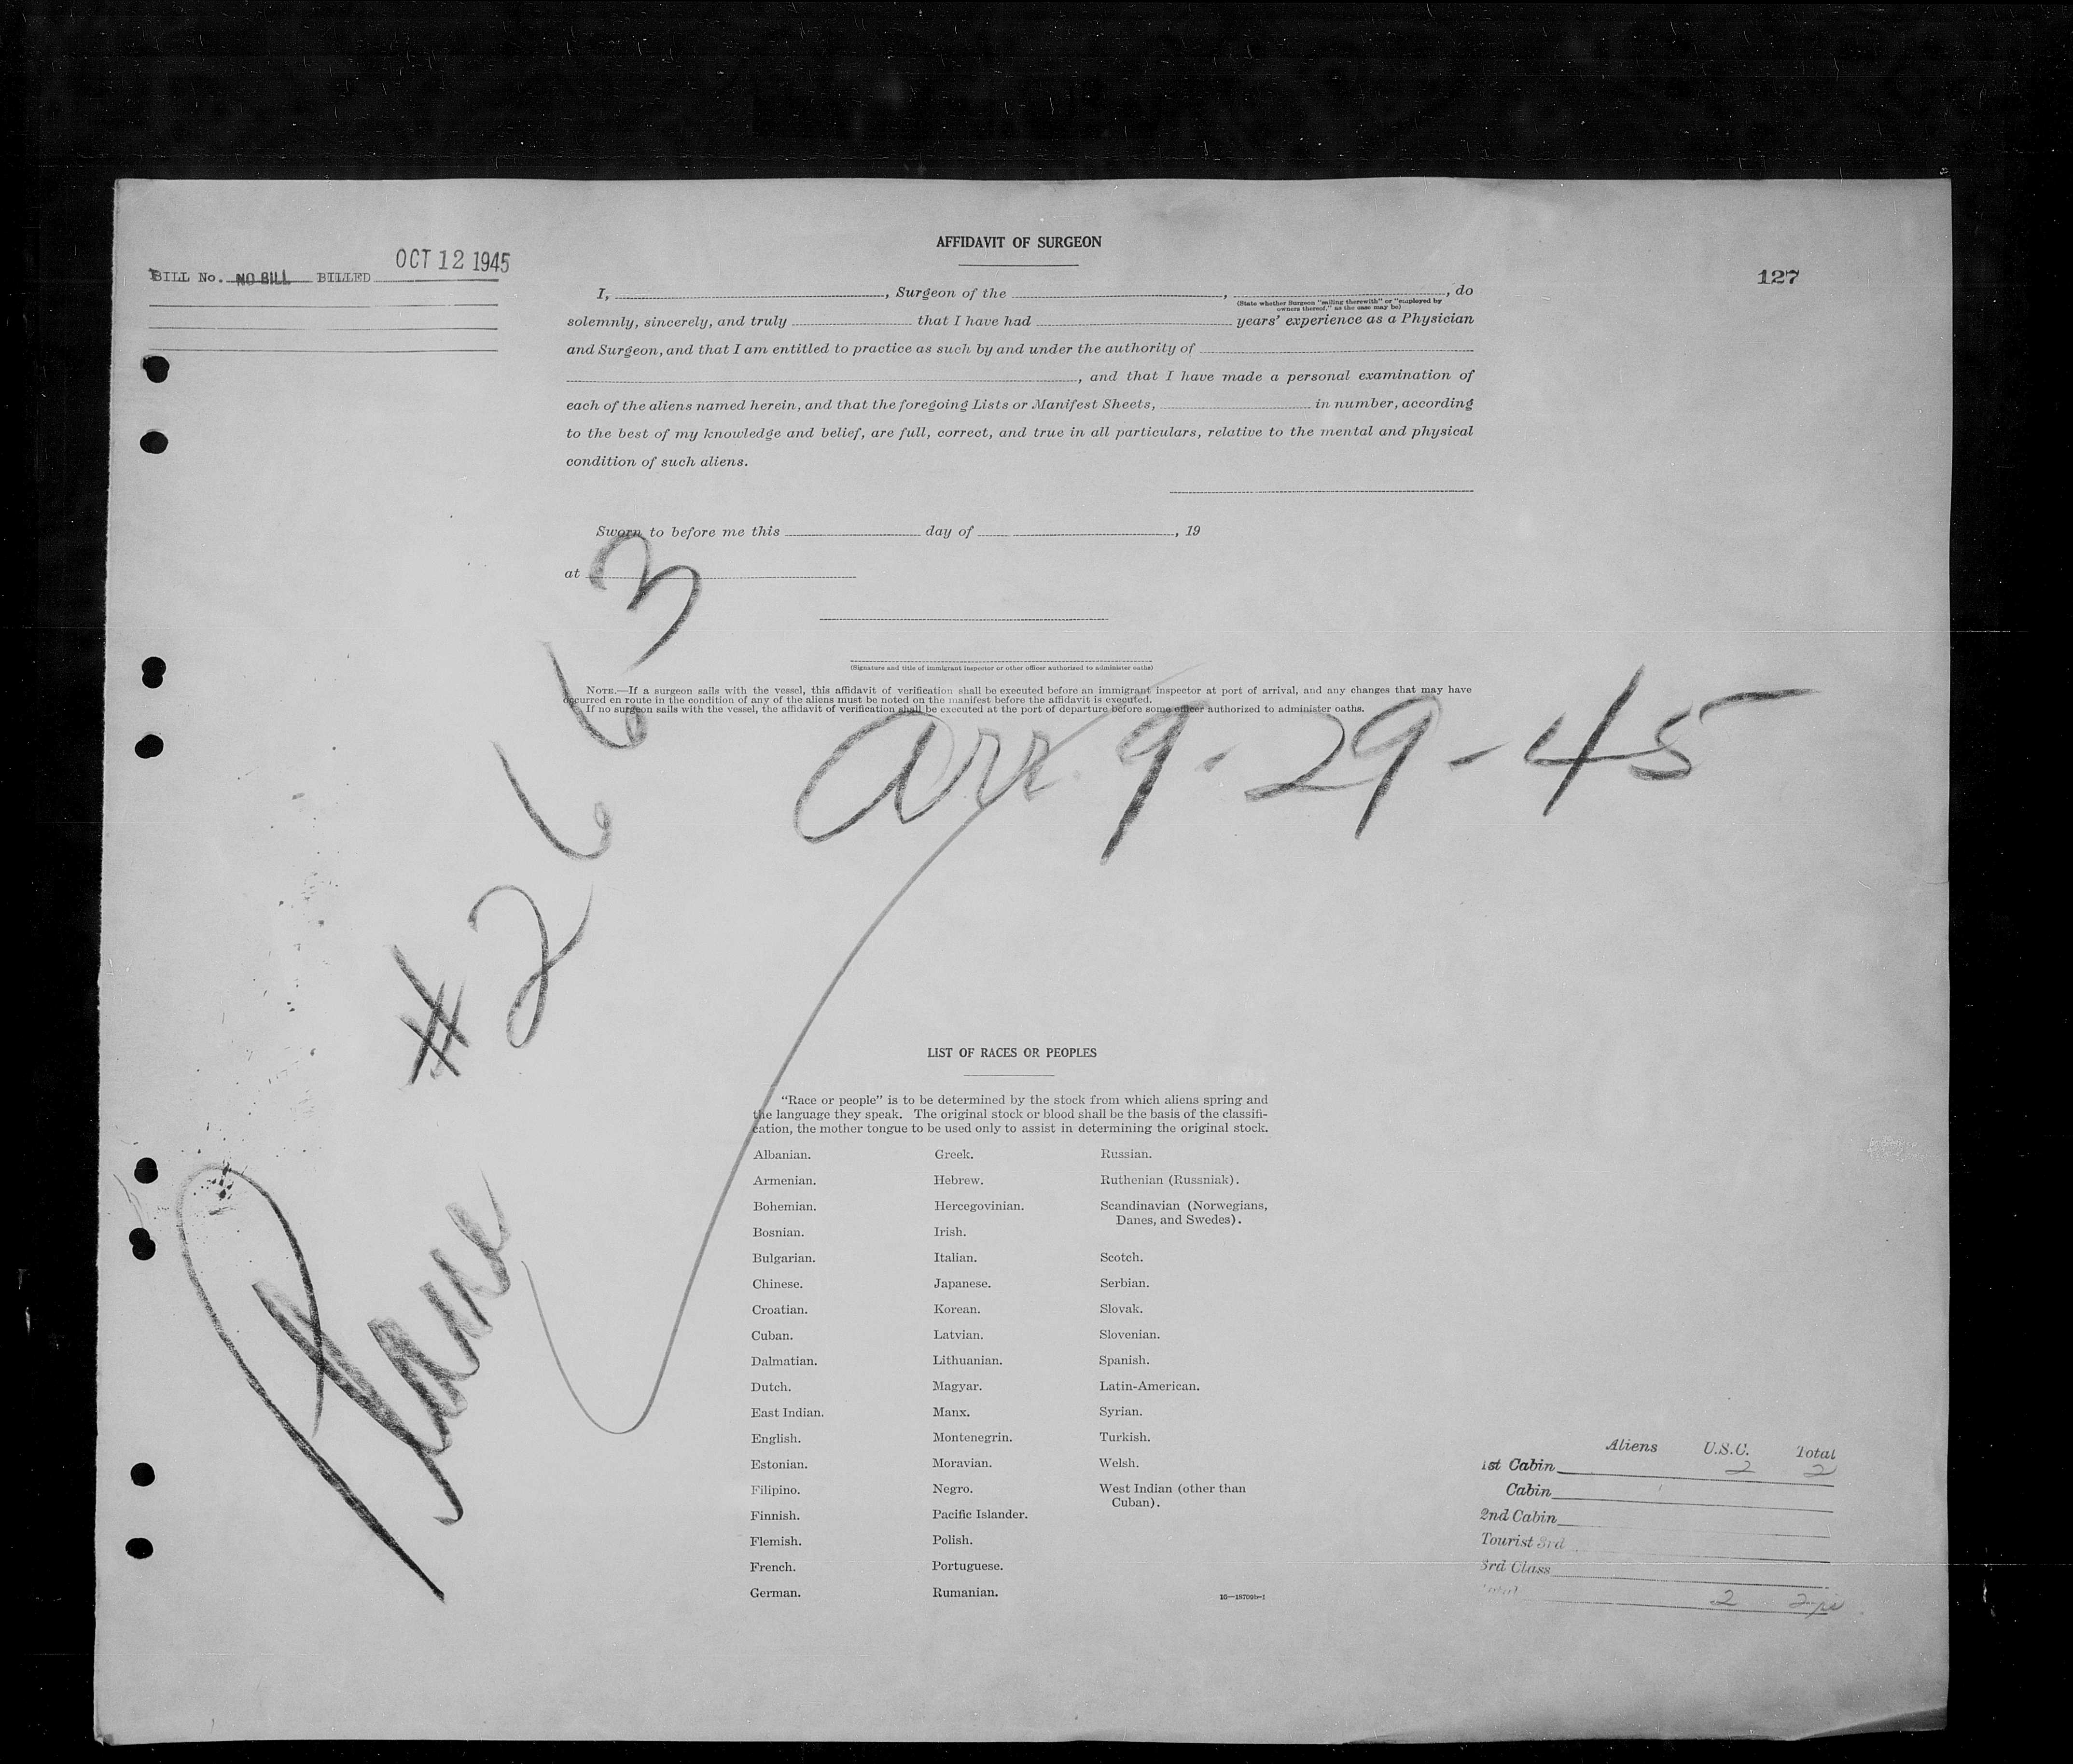 AFFIDAVIT OF SURGEON
BILL No. NO BILL BILLED OCT 12 1945
127
I, , Surgeon of the , , do
(State whether Surgeon "sailing therewith" or "employed by
owners thereof," as the case may be)
solemnly, sincerely, and truly that I have had years' experience as a Physician
and Surgeon, and that I am entitled to practice as such by and under the authority of
, and that I have made a personal examination of
each of the aliens named herein, and that the foregoing Lists or Manifest Sheets, in number, according
to the best of my knowledge and belief, are full, correct, and true in all particulars, relative to the mental and physical
condition of such aliens.
Sworn to before me this day of , 19
at
(Signature and title of immigrant inspector or other officer authorized to administer oaths)
NOTE.—If a surgeon sails with the vessel, this affidavit of verification shall be executed before an immigrant inspector at port of arrival, and any changes that may have
occurred en route in the condition of any of the aliens must be noted on the manifest before the affidavit is executed.
If no surgeon sails with the vessel, the affidavit of verification shall be executed at the port of departure before some officer authorized to administer oaths.
Plane #2663
arr 9-29-45
LIST OF RACES OR PEOPLES
"Race or people" is to be determined by the stock from which aliens spring and
the language they speak. The original stock or blood shall be the basis of the classifi-
cation, the mother tongue to be used only to assist in determining the original stock.
Albanian.
Armenian.
Bohemian.
Bosnian.
Bulgarian.
Chinese.
Croatian.
Cuban.
Dalmatian.
Dutch.
East Indian.
English.
Estonian.
Filipino.
Finnish.
Flemish.
French.
German.
Greek.
Hebrew.
Hercegovinian.
Irish.
Italian.
Japanese.
Korean.
Latvian.
Lithuanian.
Magyar.
Manx.
Montenegrin.
Moravian.
Negro.
Pacific Islander.
Polish.
Portuguese.
Rumanian.
Russian.
Ruthenian (Russniak).
Scandinavian (Norwegians,
Danes, and Swedes).
Scotch.
Serbian.
Slovak.
Slovenian.
Spanish.
Latin-American.
Syrian.
Turkish.
Welsh.
West Indian (other than
Cuban).
16—18709b-1
Aliens U.S.C. Total
1st Cabin 2 2
Cabin
2nd Cabin
Tourist 3rd
3rd Class
Total 2 2